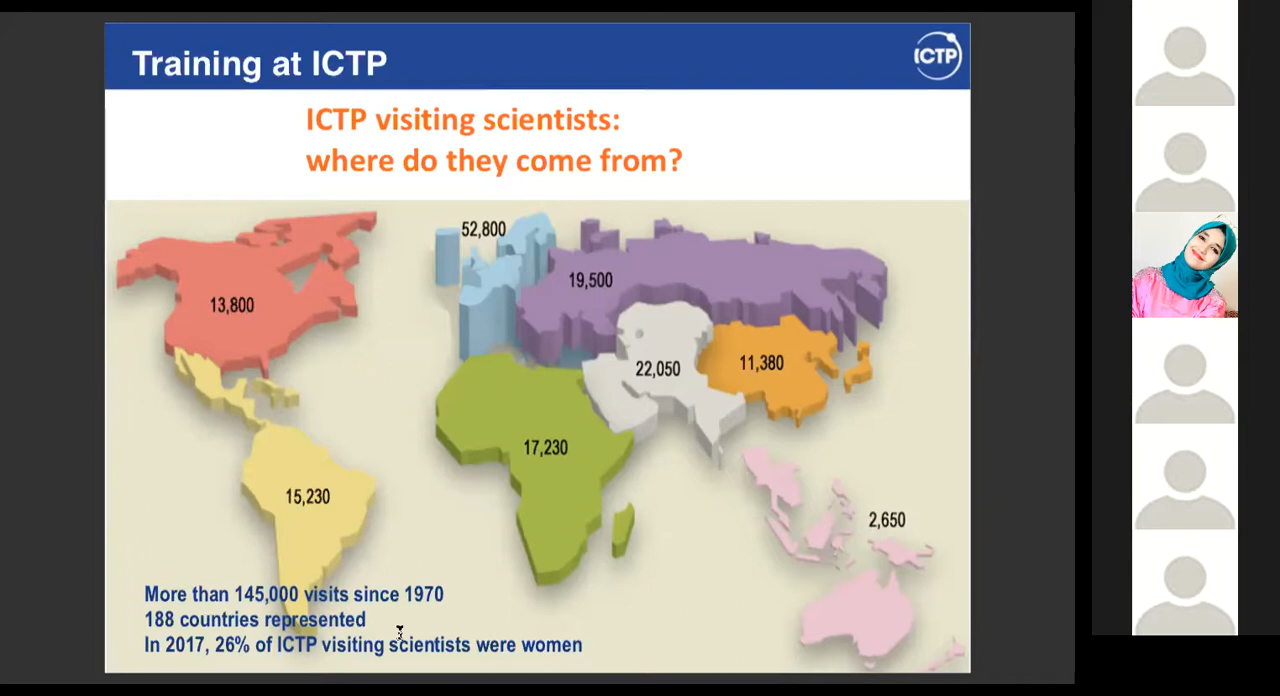 Training at ICTP
ICTP
ICTP visiting scientists:
where do they come from?
52,800
19,500
13,800
22,050
11,380
17,230
15,230
2,650
More than 145,000 visits since 1970
188 countries represented
In 2017, 26% of ICTP visiting scientists were women